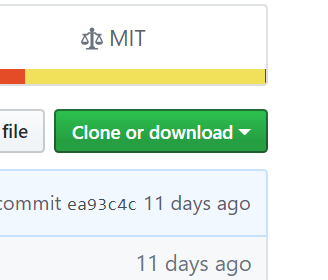 MIT
file
Clone or download
commit ea93c4c 11 days ago
11 days ago